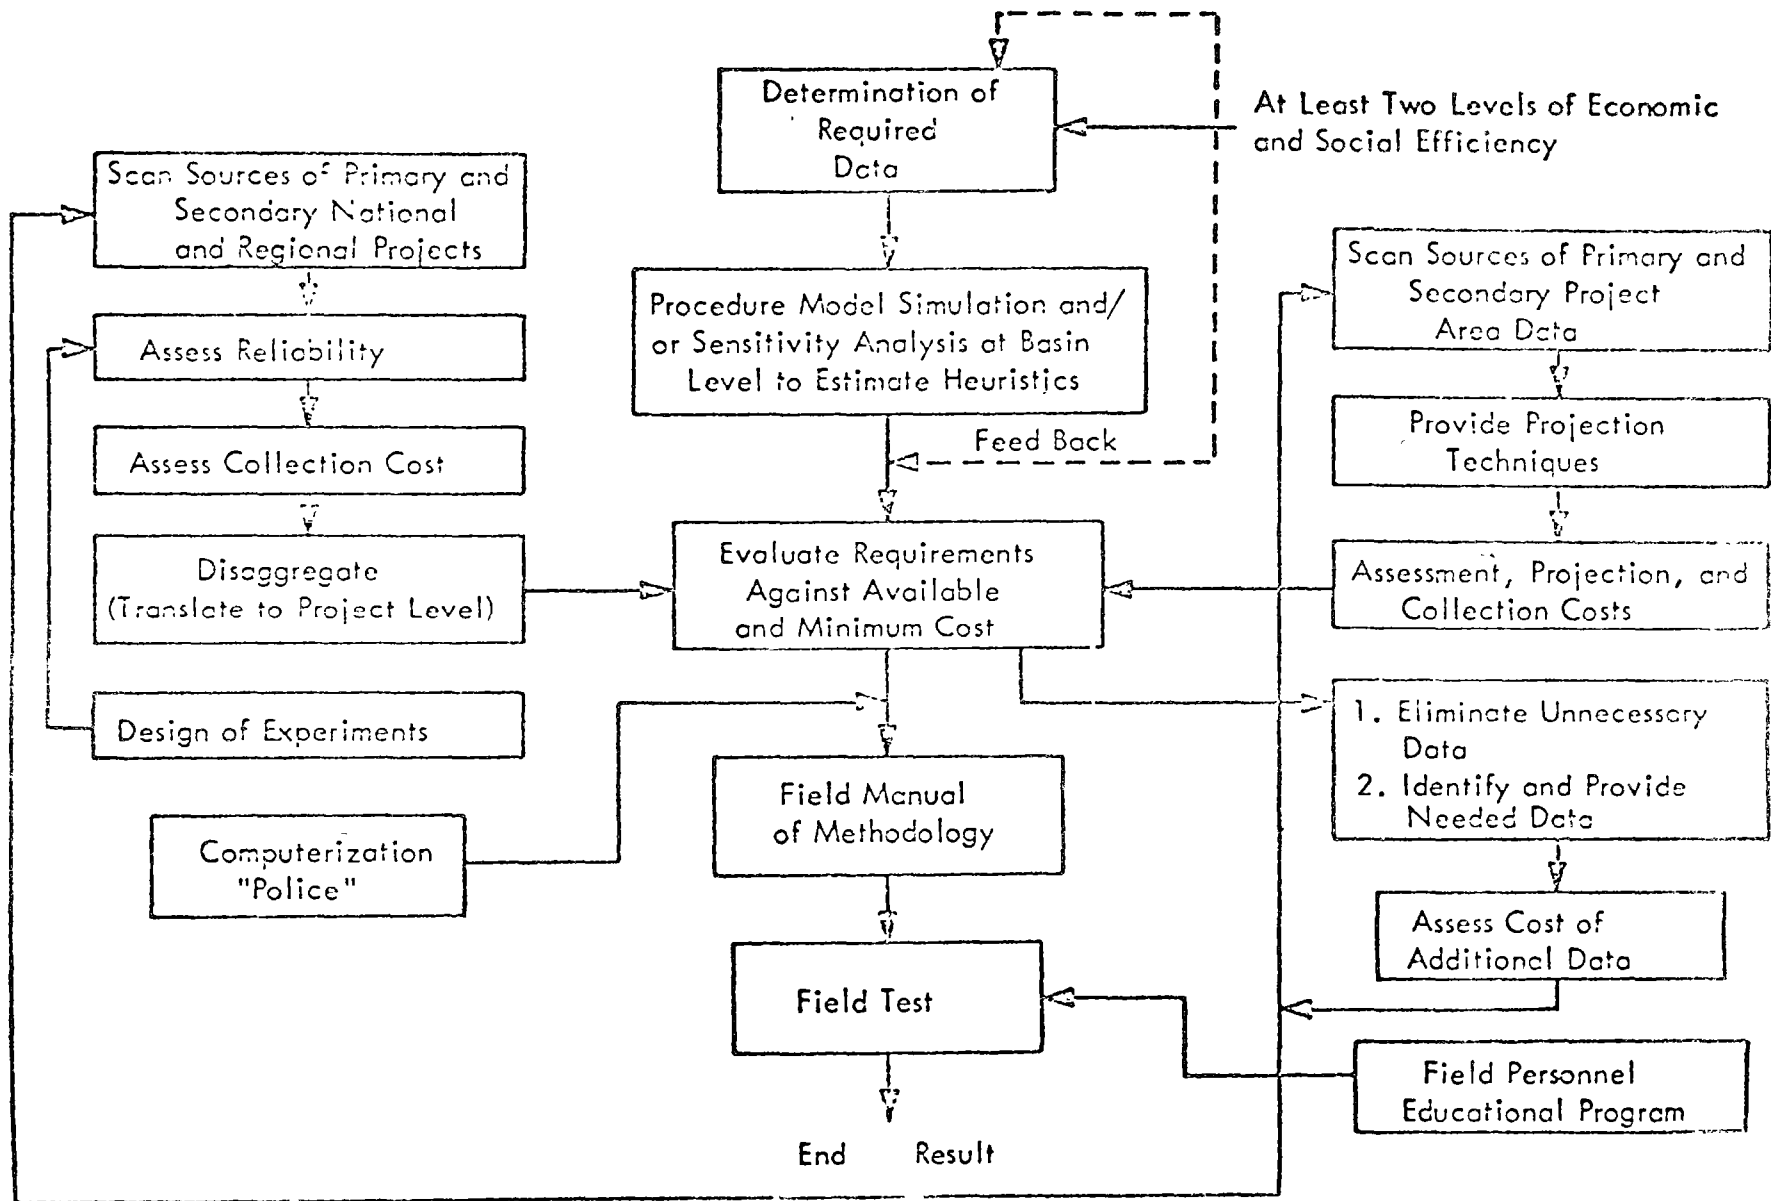 Determination of
Required
Data
At Least Two Levels of Economic
and Social Efficiency
Scan Sources of Primary and
Secondary National
and Regional Projects
Assess Reliability
Assess Collection Cost
Disaggregate
(Translate to Project Level)
Design of Experiments
Computerization
"Police"
Procedure Model Simulation and/
or Sensitivity Analysis at Basin
Level to Estimate Heuristics
Feed Back
Evaluate Requirements
Against Available
and Minimum Cost
Field Manual
of Methodology
Field Test
End Result
Scan Sources of Primary and
Secondary Project
Area Data
Provide Projection
Techniques
Assessment, Projection, and
Collection Costs
1. Eliminate Unnecessary
Data
2. Identify and Provide
Needed Data
Assess Cost of
Additional Data
Field Personnel
Educational Program